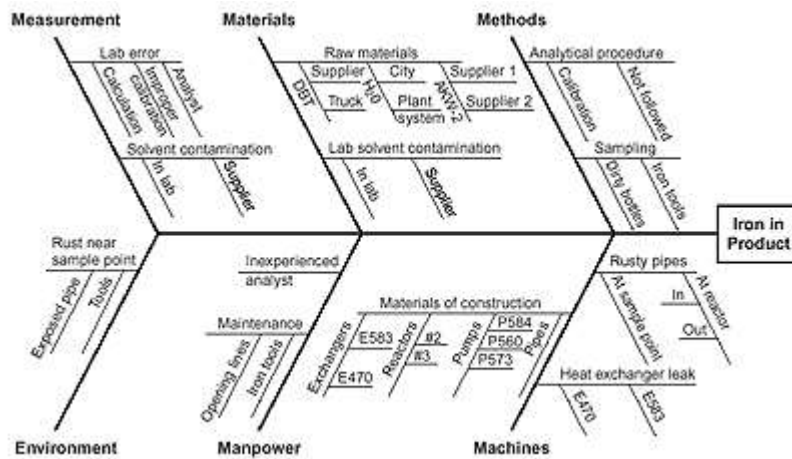 Measurement
Materials
Methods
Lab error
Calculation
Improper
calibration
Analyst
Solvent contamination
In lab
Supplier
Raw materials
DBT
Supplier
Truck
H20
City
Plant
system
AKW-2
Supplier 1
Supplier 2
Lab solvent contamination
In lab
Supplier
Analytical procedure
Calibration
Not followed
Sampling
Dirty bottles
Iron tools
Iron in
Product
Rust near
sample point
Exposed pipe
Tools
Inexperienced
analyst
Maintenance
Opening lines
Iron tools
Materials of construction
Exchangers
E583
E470
Reactors
#2
#3
Pumps
P584
P560
P573
Pipes
Rusty pipes
At sample point
At reactor
In
Out
Heat exchanger leak
E470
E583
Environment
Manpower
Machines